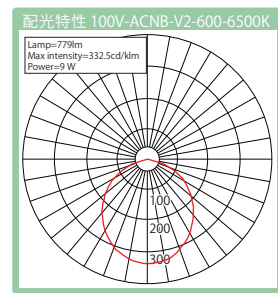 配光特性 100V-ACNB-V2-600-6500K
Lamp=779lm
Max intensity=332.5cd/klm
Power=9 W
100
200
300